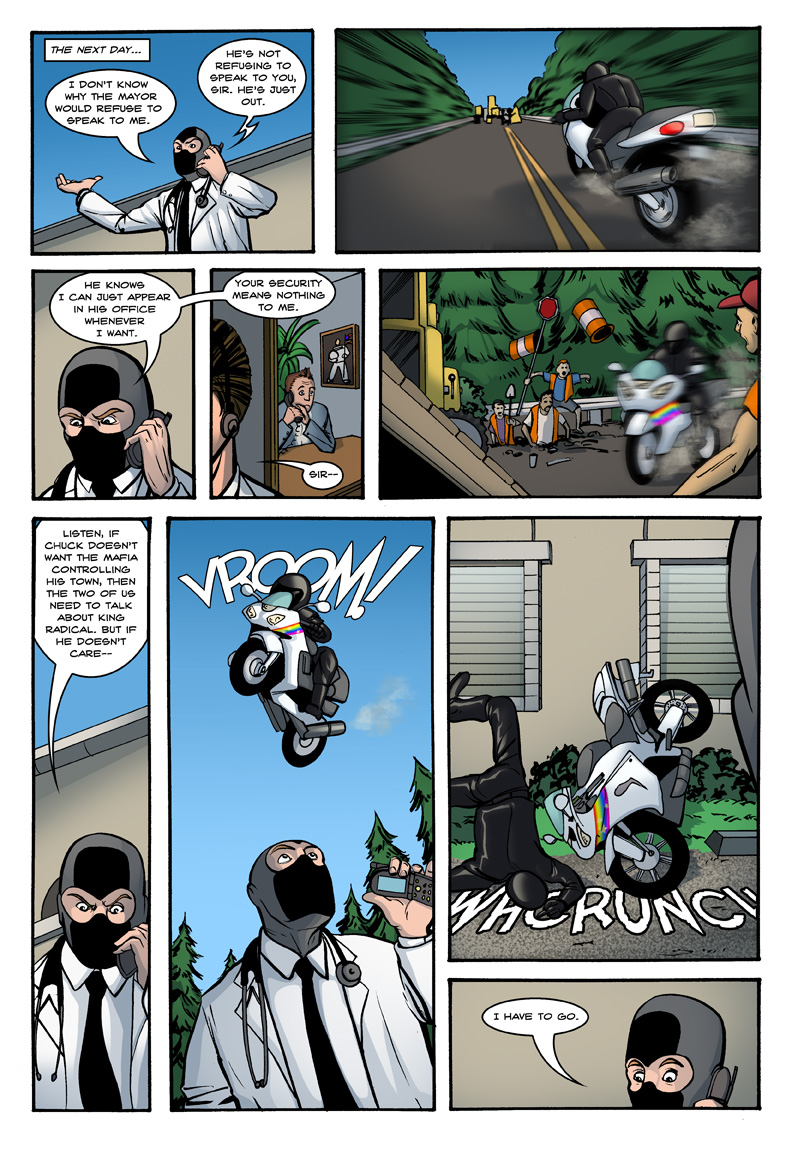 THE NEXT DAY...
I DON'T KNOW
WHY THE MAYOR
WOULD REFUSE TO
SPEAK TO ME.
HE'S NOT
REFUSING TO
SPEAK TO YOU,
SIR. HE'S JUST
OUT.
HE KNOWS
I CAN JUST APPEAR
IN HIS OFFICE
WHENEVER
I WANT.
YOUR SECURITY
MEANS NOTHING
TO ME.
SIR--
LISTEN, IF
CHUCK DOESN'T
WANT THE MAFIA
CONTROLLING
HIS TOWN, THEN
THE TWO OF US
NEED TO TALK
ABOUT KING
RADICAL. BUT IF
HE DOESN'T
CARE--
VROOM!
WHCRUNCH
I HAVE TO GO.